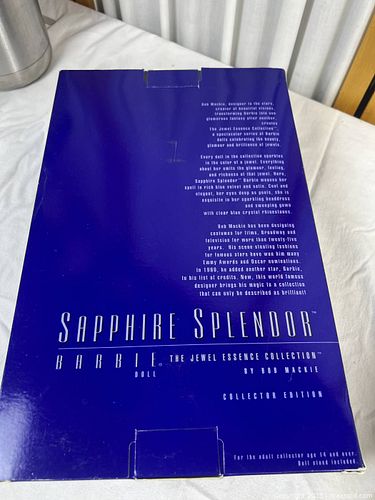 Bob Mackie, designer to the stars,
creator of beautiful visions,
transforming Barbie into one
glamorous fantasy after another,
creates
The Jewel Essence Collection™
a spectacular series of Barbie
dolls celebrating the beauty,
glamour and brilliance of jewels.
Every doll in the collection sparkles
in the color of a jewel. Everything
about her emits the glamour, feeling,
and richness of that jewel. Here,
Sapphire Splendor™ Barbie weaves her
spell in rich blue velvet and satin. Cool and
elegant, her eyes deep as pools, she is
exquisite in her sparkling headdress
and sweeping gown
with clear blue crystal rhinestones.
Bob Mackie has been designing
costumes for films, Broadway and
television for more than twenty-five
years. His scene stealing fashions
for famous stars have won him many
Emmy Awards and Oscar nominations.
In 1990, he added another star, Barbie,
to his list of credits. Now, this world famous
designer brings his magic to a collection
that can only be described as brilliant!
SAPPHIRE SPLENDOR™
BARBIE® THE JEWEL ESSENCE COLLECTION™
DOLL BY BOB MACKIE
COLLECTOR EDITION
For the adult collector age 14 and over.
Doll stand included.